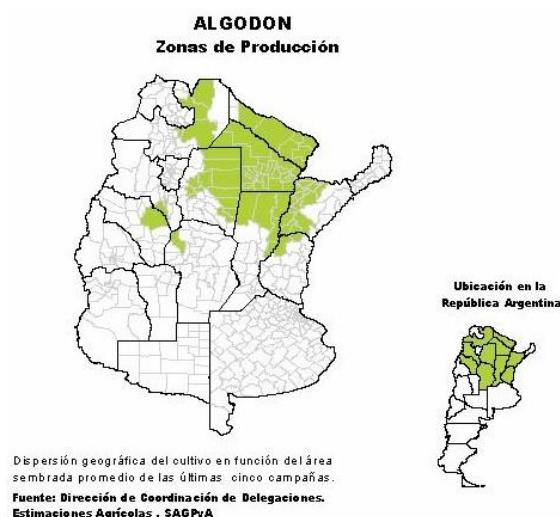 ALGODON
Zonas de Producción
Ubicación en la
República Argentina
Dispersión geográfica del cultivo en función del área
sembrada promedio de las últimas cinco campañas.
Fuente: Dirección de Coordinación de Delegaciones.
Estimaciones Agrícolas . SAGPyA